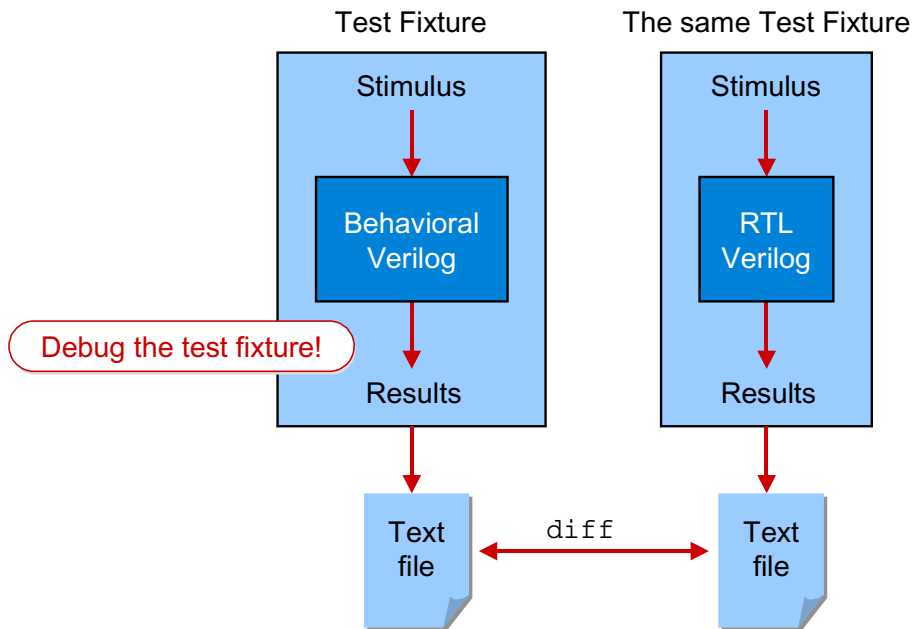 Test Fixture
The same Test Fixture
Stimulus
Stimulus
Behavioral
Verilog
RTL
Verilog
Debug the test fixture!
Results
Results
Text
file
diff
Text
file